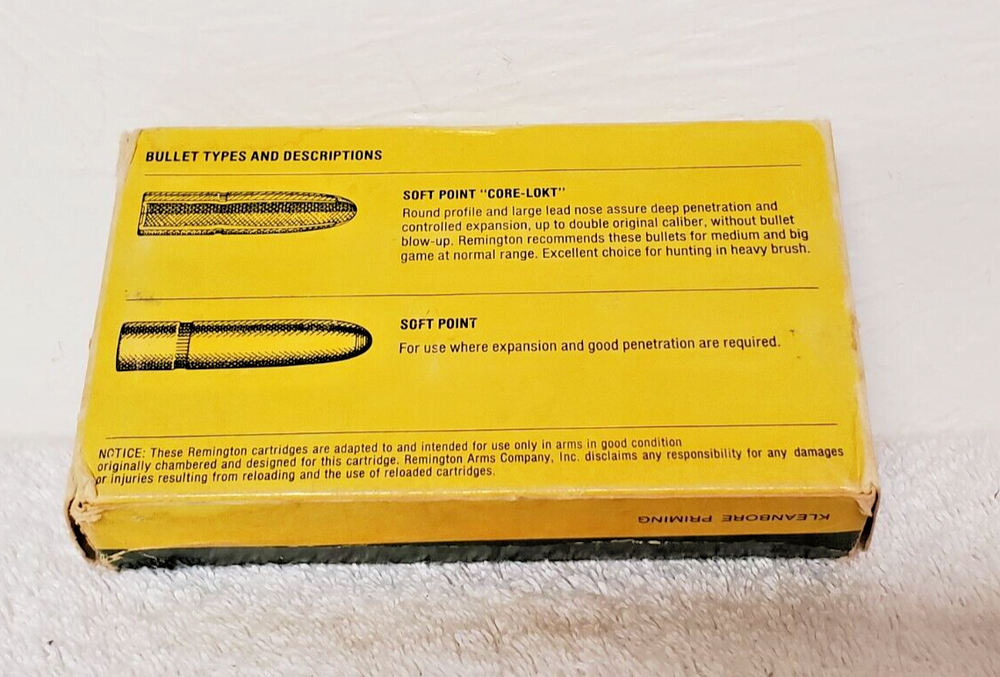 BULLET TYPES AND DESCRIPTIONS
SOFT POINT "CORE-LOKT"
Round profile and large lead nose assure deep penetration and
controlled expansion, up to double original caliber, without bullet
blow-up. Remington recommends these bullets for medium and big
game at normal range. Excellent choice for hunting in heavy brush.
SOFT POINT
For use where expansion and good penetration are required.
NOTICE: These Remington cartridges are adapted to and intended for use only in arms in good condition
originally chambered and designed for this cartridge. Remington Arms Company, Inc. disclaims any responsibility for any damages
or injuries resulting from reloading and the use of reloaded cartridges.
KLEANBORE PRIMING